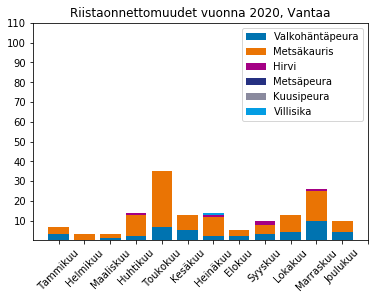 Riistaonnettomuudet vuonna 2020, Vantaa
110
100
90
80
70
60
50
40
30
20
10
Valkohäntäpeura
Metsäkauris
Hirvi
Metsäpeura
Kuusipeura
Villisika
Tammikuu
Helmikuu
Maaliskuu
Huhtikuu
Toukokuu
Kesäkuu
Heinäkuu
Elokuu
Syyskuu
Lokakuu
Marraskuu
Joulukuu